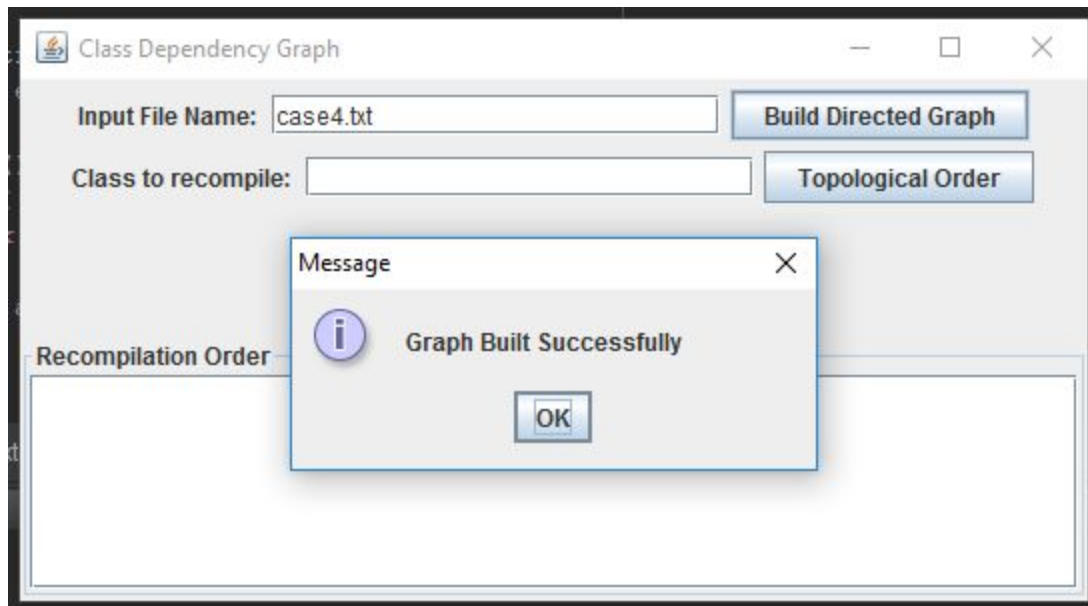 Class Dependency Graph
Input File Name: case4.txt Build Directed Graph
Class to recompile: Topological Order
Message
Graph Built Successfully
Recompilation Order
OK